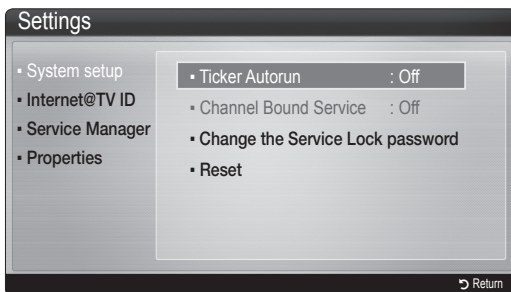 Settings
▪ System setup
▪ Internet@TV ID
▪ Service Manager
▪ Properties
▪ Ticker Autorun : Off
▪ Channel Bound Service : Off
▪ Change the Service Lock password
▪ Reset
Return